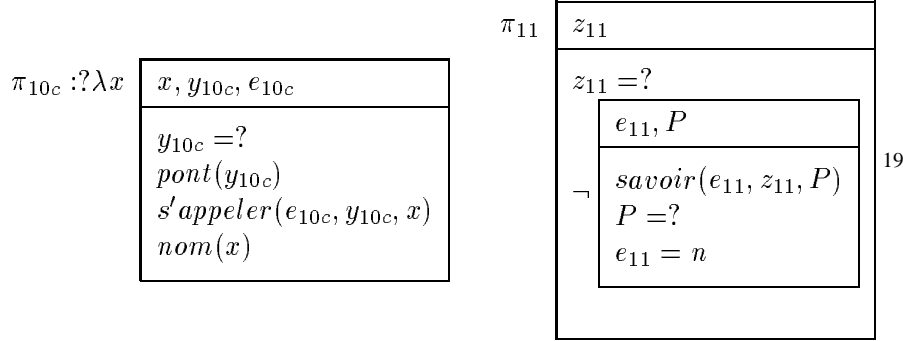 π₁₀c :?λx
x, y₁₀c, e₁₀c
y₁₀c =?
pont(y₁₀c)
s'appeler(e₁₀c, y₁₀c, x)
nom(x)
π₁₁
z₁₁
z₁₁ =?
¬
e₁₁, P
savoir(e₁₁, z₁₁, P)
P =?
e₁₁ = n
19